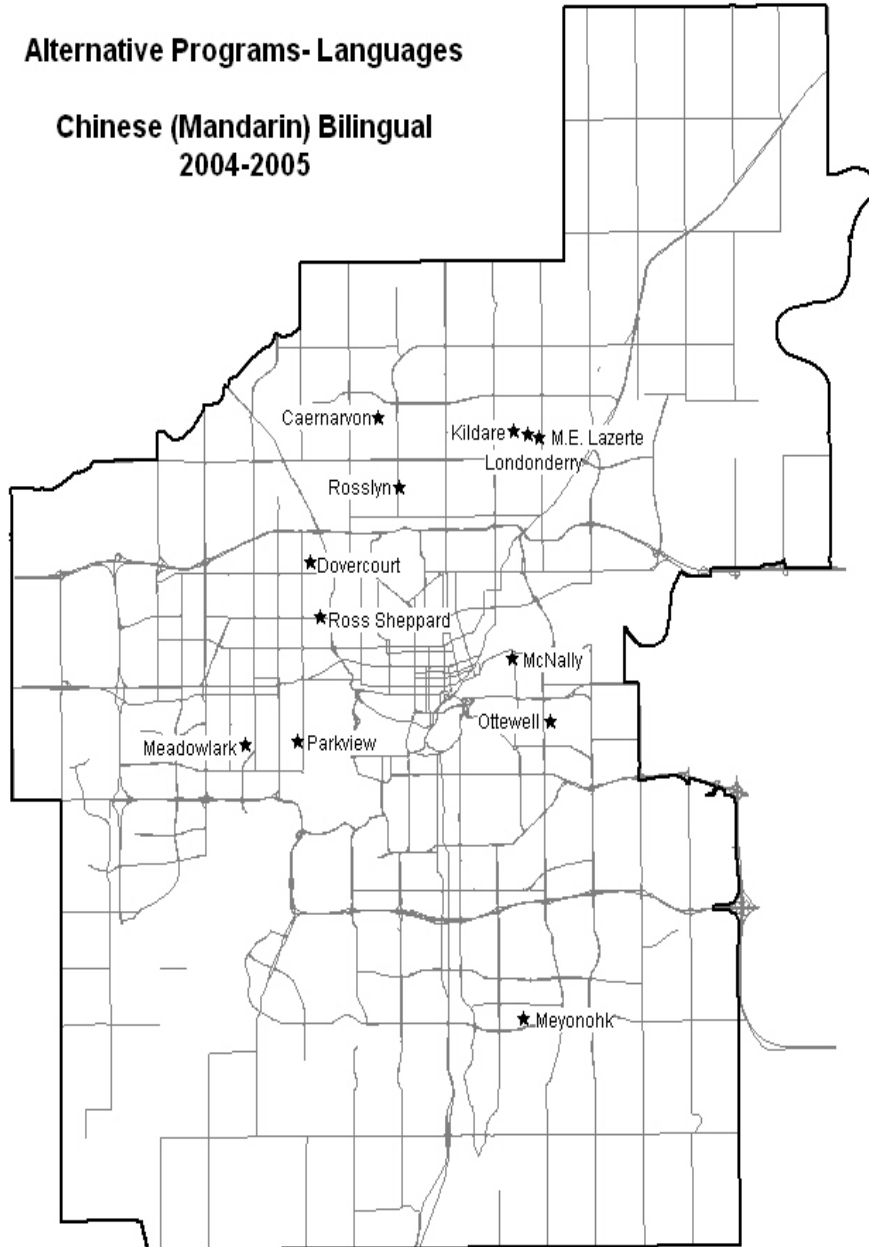 Alternative Programs- Languages
Chinese (Mandarin) Bilingual
2004-2005
Caernarvon
Kildare
M.E. Lazerte
Londonderry
Rosslyn
Dovercourt
Ross Sheppard
McNally
Ottewell
Meadowlark
Parkview
Meyonohk